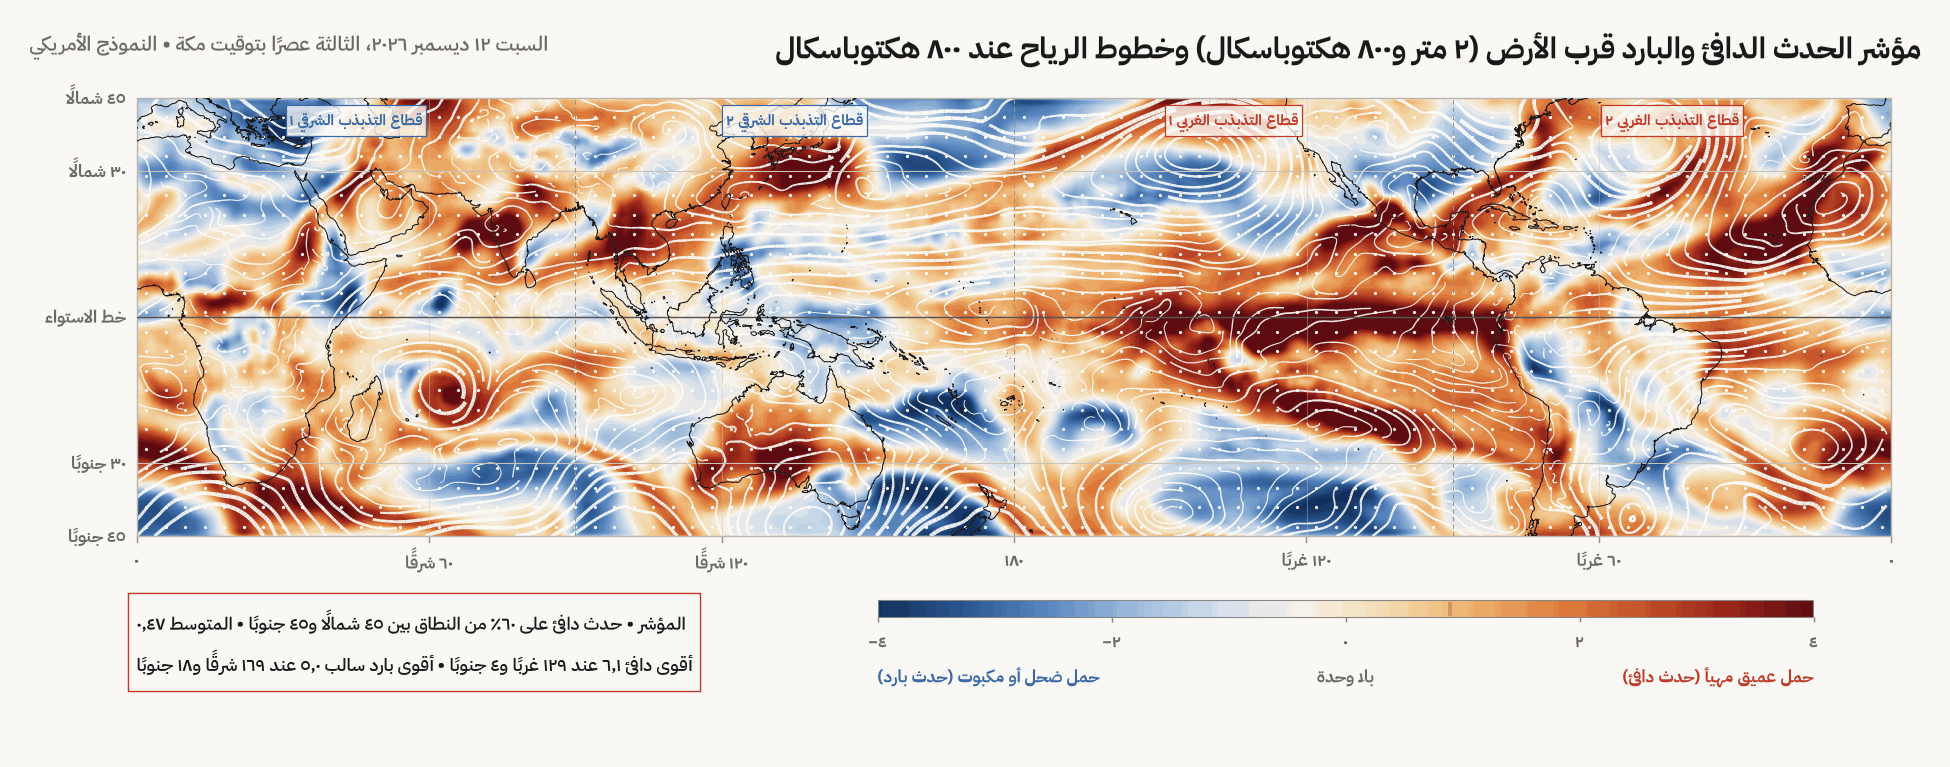 مؤشر الحدث الدافئ والبارد قرب الأرض (٢ متر و٨٠٠ هكتوباسكال) وخطوط الرياح عند ٨٠٠ هكتوباسكال
السبت ١٢ ديسمبر ٢٠٢٦، الثالثة عصرًا بتوقيت مكة • النموذج الأمريكي
قطاع التذبذب الشرقي ١
قطاع التذبذب الشرقي ٢
قطاع التذبذب الغربي ١
قطاع التذبذب الغربي ٢
٤٥ شمالًا
٣٠ شمالًا
خط الاستواء
٣٠ جنوبًا
٤٥ جنوبًا
٠
٦٠ شرقًا
١٢٠ شرقًا
١٨٠
١٢٠ غربًا
٦٠ غربًا
٠
المؤشر • حدث دافئ على ٦٠٪ من النطاق بين ٤٥ شمالًا و٤٥ جنوبًا • المتوسط ٠,٤٧
أقوى دافئ ٦,١ عند ١٢٩ غربًا و٤ جنوبًا • أقوى بارد سالب ٥,٠ عند ١٦٩ شرقًا و١٨ جنوبًا
−٤
−٢
٠
٢
٤
حمل عميق مهيأ (حدث دافئ)
بلا وحدة
حمل ضحل أو مكبوت (حدث بارد)